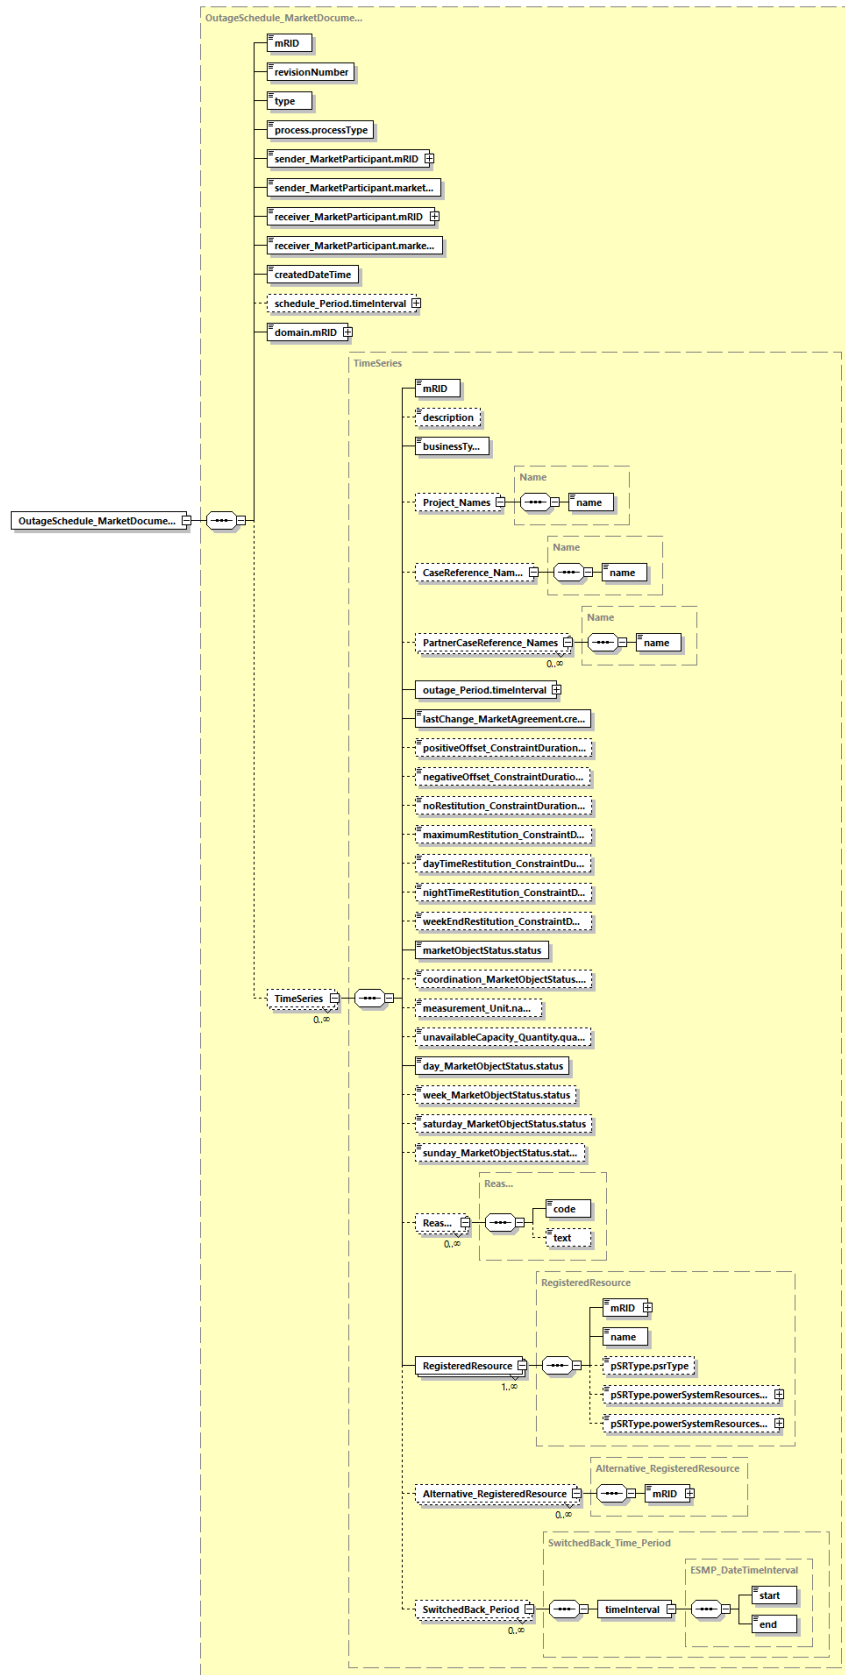 OutageSchedule_MarketDocume...
mRID
revisionNumber
type
process.processType
sender_MarketParticipant.mRID
sender_MarketParticipant.market...
receiver_MarketParticipant.mRID
receiver_MarketParticipant.marke...
createdDateTime
schedule_Period.timeInterval
domain.mRID
TimeSeries
mRID
description
businessTy...
Name
Project_Names
name
OutageSchedule_MarketDocume...
Name
CaseReference_Nam...
name
Name
PartnerCaseReference_Names
name
0..∞
outage_Period.timeInterval
lastChange_MarketAgreement.cre...
positiveOffset_ConstraintDuration...
negativeOffset_ConstraintDuratio...
noRestitution_ConstraintDuration...
maximumRestitution_ConstraintD...
dayTimeRestitution_ConstraintDu...
nightTimeRestitution_ConstraintD...
weekEndRestitution_ConstraintD...
marketObjectStatus.status
coordination_MarketObjectStatus....
TimeSeries
0..∞
measurement_Unit.na...
unavailableCapacity_Quantity.qua...
day_MarketObjectStatus.status
week_MarketObjectStatus.status
saturday_MarketObjectStatus.status
sunday_MarketObjectStatus.stat...
Reas...
code
Reas...
text
0..∞
RegisteredResource
mRID
name
RegisteredResource
pSRType.psrType
1..∞
pSRType.powerSystemResources...
pSRType.powerSystemResources...
Alternative_RegisteredResource
Alternative_RegisteredResource
mRID
0..∞
SwitchedBack_Time_Period
ESMP_DateTimeInterval
start
SwitchedBack_Period
timeInterval
end
0..∞